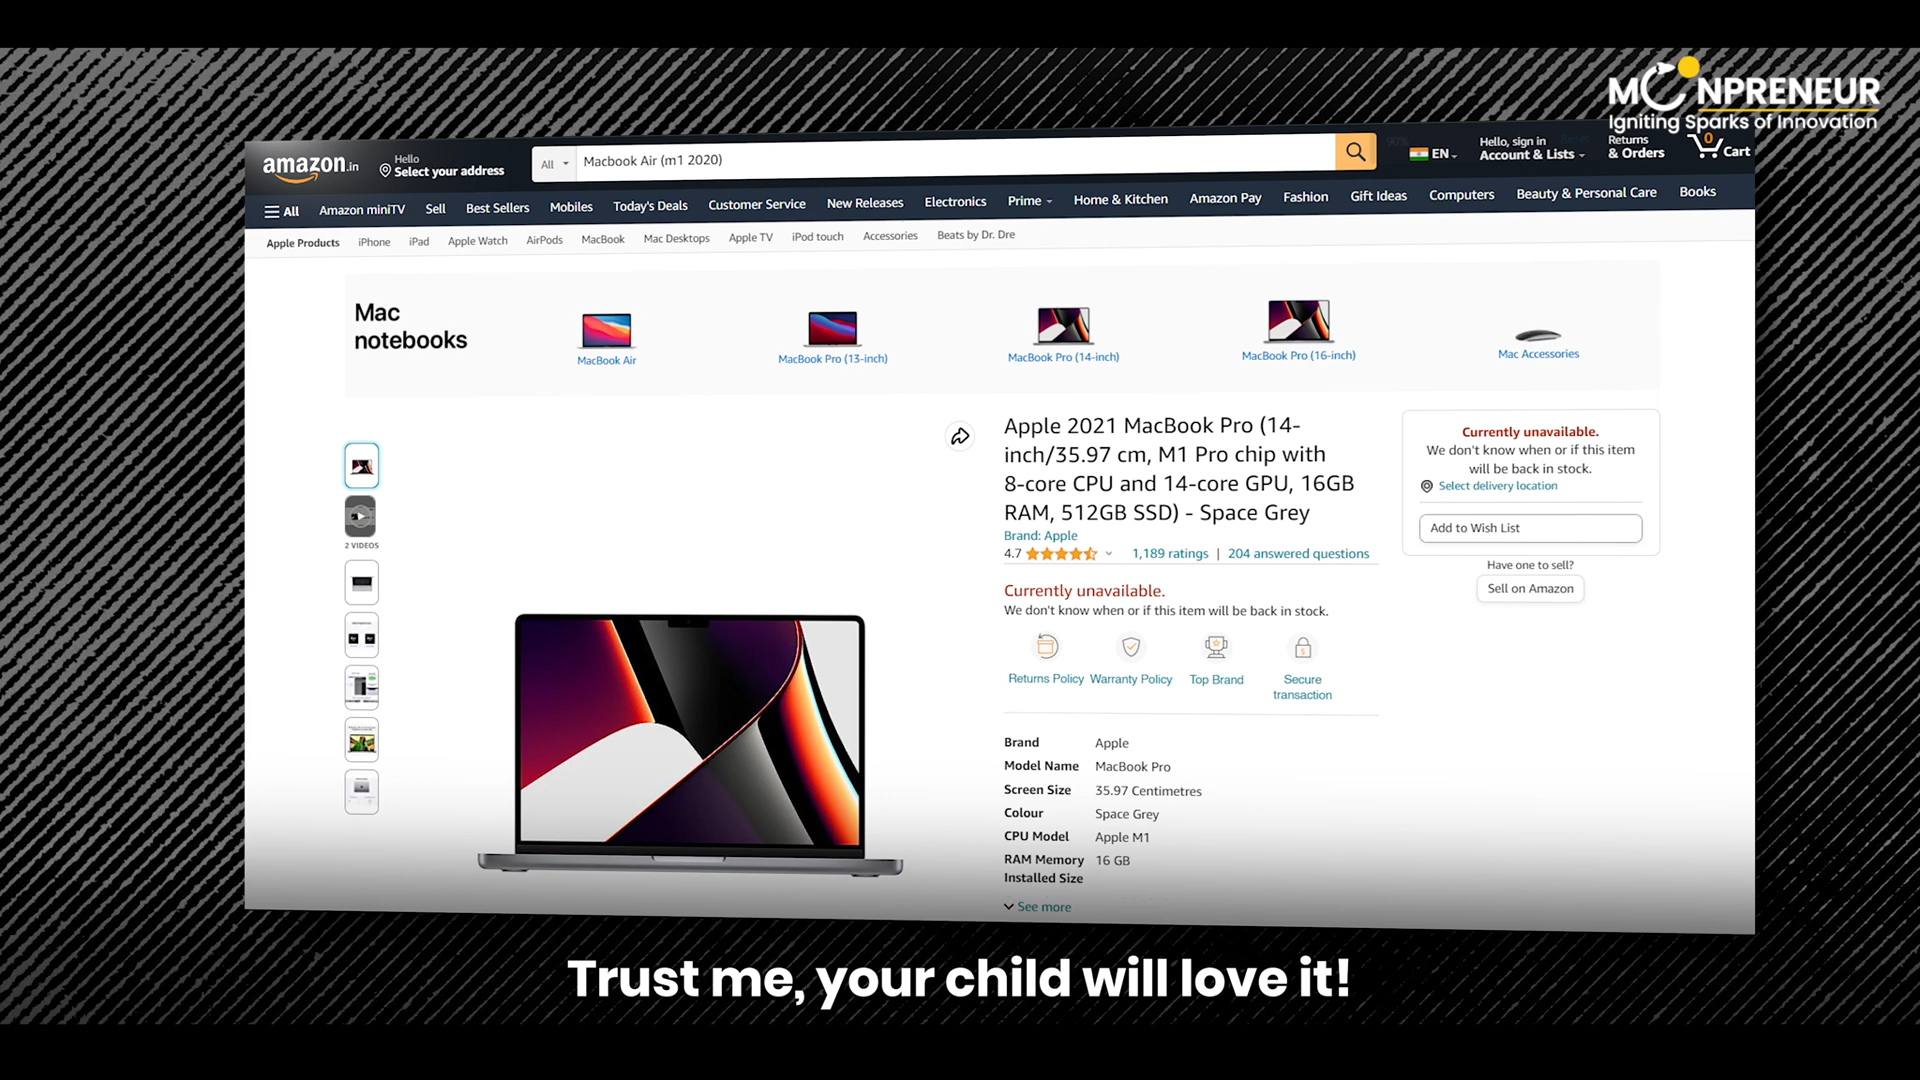 MOONPRENEUR
Igniting Sparks of Innovation
amazon.in
Hello
Select your address
All
Macbook Air (m1 2020)
EN
Hello, sign in
Account & Lists
Returns
& Orders
0
Cart
All
Amazon miniTV
Sell
Best Sellers
Mobiles
Today's Deals
Customer Service
New Releases
Electronics
Prime
Home & Kitchen
Amazon Pay
Fashion
Gift Ideas
Computers
Beauty & Personal Care
Books
Apple Products
iPhone
iPad
Apple Watch
AirPods
MacBook
Mac Desktops
Apple TV
iPod touch
Accessories
Beats by Dr. Dre
Mac
notebooks
MacBook Air
MacBook Pro (13-inch)
MacBook Pro (14-inch)
MacBook Pro (16-inch)
Mac Accessories
2 VIDEOS
Apple 2021 MacBook Pro (14-
inch/35.97 cm, M1 Pro chip with
8-core CPU and 14-core GPU, 16GB
RAM, 512GB SSD) - Space Grey
Brand: Apple
4.7
1,189 ratings | 204 answered questions
Currently unavailable.
We don't know when or if this item will be back in stock.
Returns Policy
Warranty Policy
Top Brand
Secure
transaction
Brand Apple
Model Name MacBook Pro
Screen Size 35.97 Centimetres
Colour Space Grey
CPU Model Apple M1
RAM Memory 16 GB
Installed Size
See more
Currently unavailable.
We don't know when or if this item
will be back in stock.
Select delivery location
Add to Wish List
Have one to sell?
Sell on Amazon
Trust me, your child will love it!